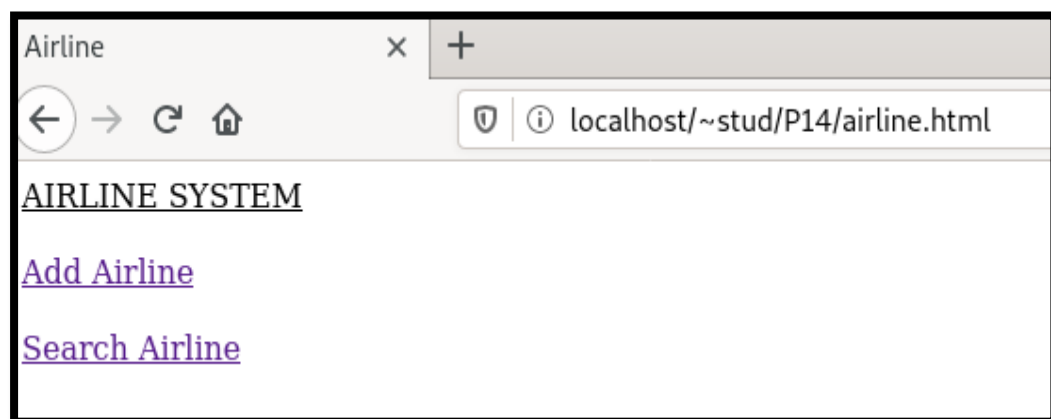 Airline
localhost/~stud/P14/airline.html
AIRLINE SYSTEM
Add Airline
Search Airline